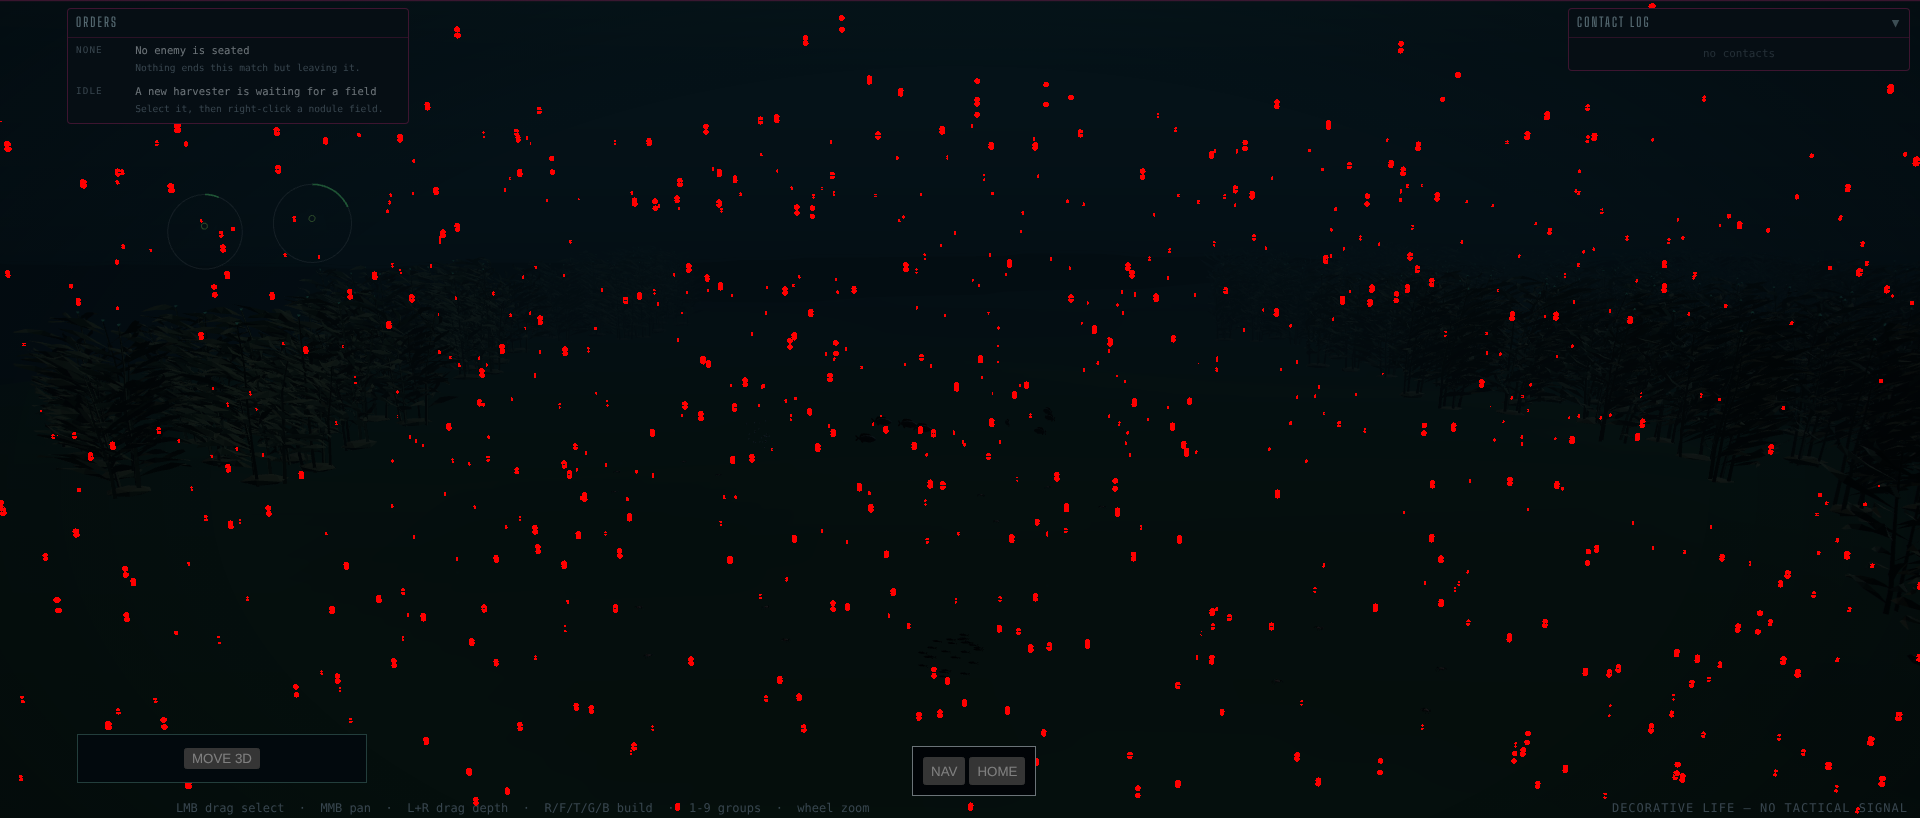 ORDERS
NONE No enemy is seated
Nothing ends this match but leaving it.
IDLE A new harvester is waiting for a field
Select it, then right-click a nodule field.
CONTACT LOG ▼
no contacts
MOVE 3D
NAV HOME
LMB drag select · MMB pan · L+R drag depth · R/F/T/G/B build · 1-9 groups · wheel zoom
DECORATIVE LIFE — NO TACTICAL SIGNAL